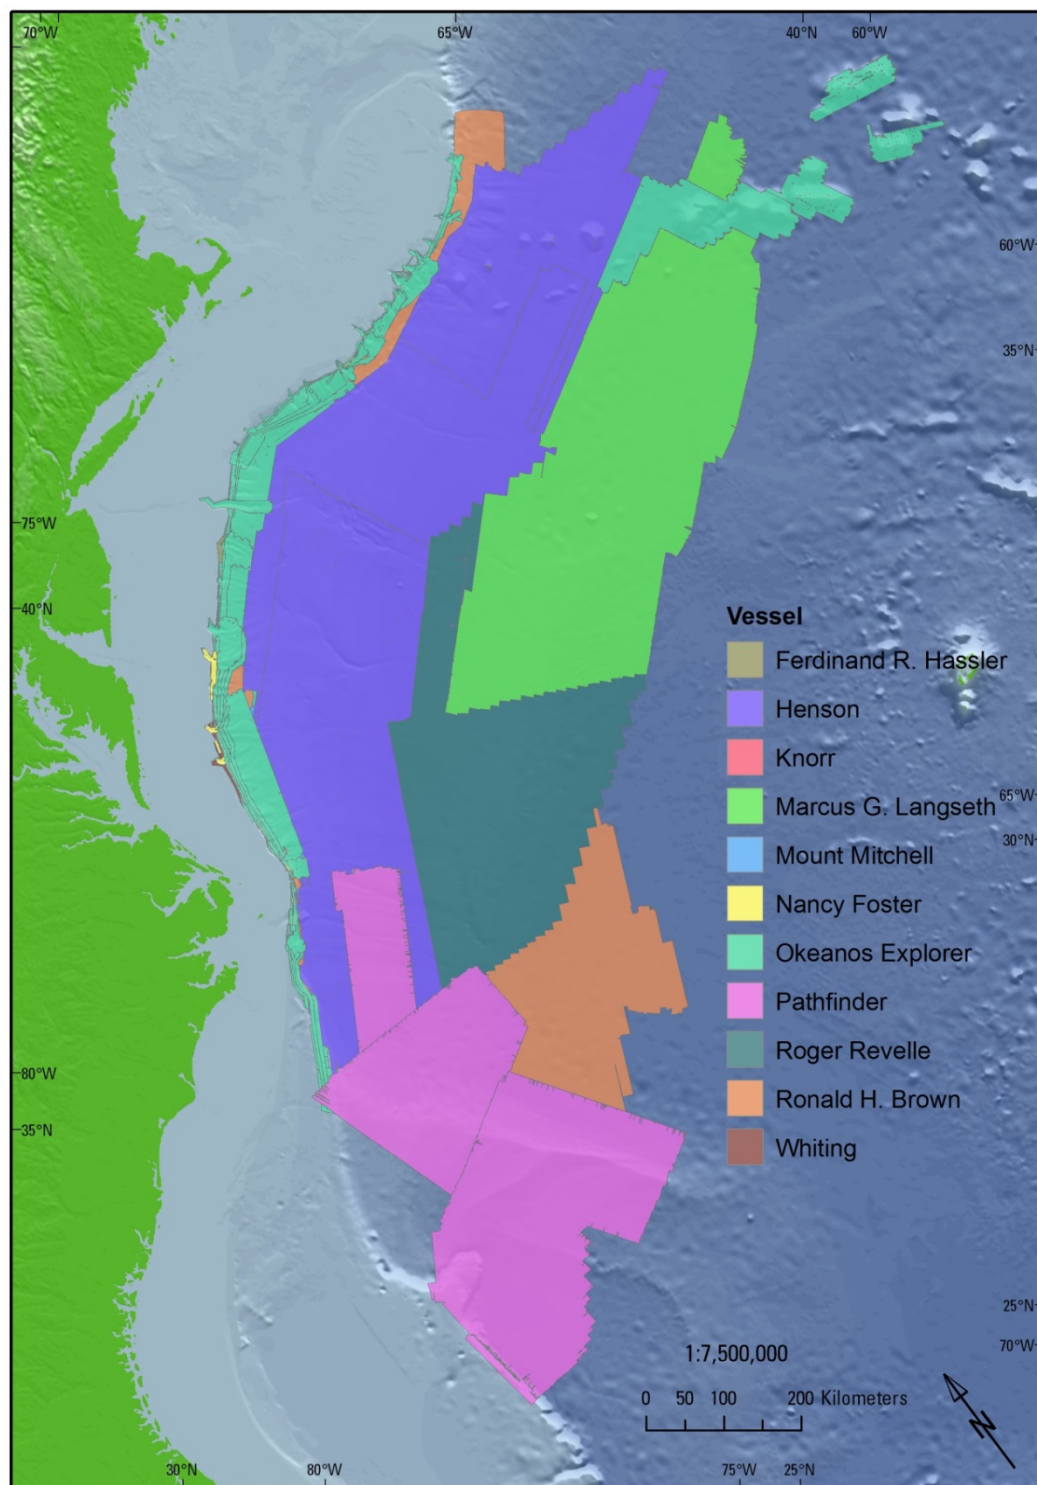 70°W
65°W
40°N
60°W
60°W
35°N
75°W
40°N
Vessel
Ferdinand R. Hassler
Henson
Knorr
Marcus G. Langseth
65°W
Mount Mitchell
30°N
Nancy Foster
Okeanos Explorer
Pathfinder
Roger Revelle
80°W
Ronald H. Brown
35°N
Whiting
25°N
70°W
1:7,500,000
0 50 100 200 Kilometers
N
30°N
80°W
75°W
25°N